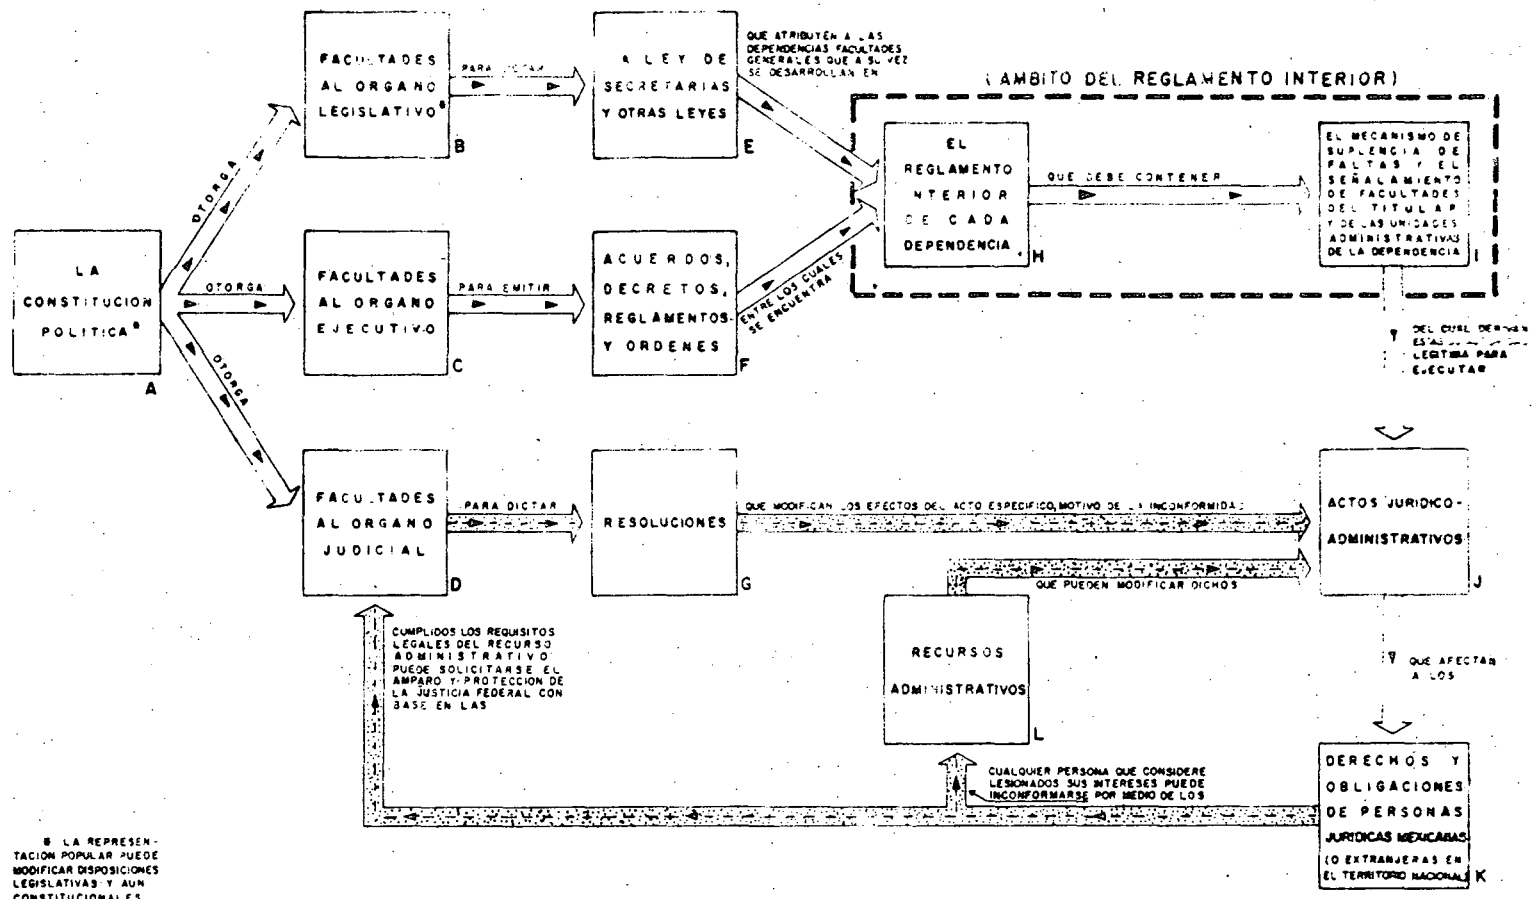 FACULTADES
AL ORGANO
LEGISLATIVO*
B
PARA DICTAR
LA LEY DE
SECRETARIAS
Y OTRAS LEYES
E
QUE ATRIBUYEN A LAS
DEPENDENCIAS FACULTADES
GENERALES QUE A SU VEZ
SE DESARROLLAN EN
(AMBITO DEL REGLAMENTO INTERIOR)
EL
REGLAMENTO
INTERIOR
DE CADA
DEPENDENCIA
H
QUE DEBE CONTENER
EL MECANISMO DE
SUPLENCIA DE
FALTAS Y EL
SEÑALAMIENTO
DE FACULTADES
DEL TITULAR
Y DE LAS UNIDADES
ADMINISTRATIVAS
DE LA DEPENDENCIA
I
OTORGA
LA
CONSTITUCION
POLITICA*
A
OTORGA
FACULTADES
AL ORGANO
EJECUTIVO
C
PARA EMITIR
ACUERDOS,
DECRETOS,
REGLAMENTOS
Y ORDENES
F
ENTRE LOS CUALES
SE ENCUENTRA
DEL CUAL DERIVAN
LEGITIMA PARA
EJECUTAR
OTORGA
FACULTADES
AL ORGANO
JUDICIAL
D
PARA DICTAR
RESOLUCIONES
G
QUE MODIFICAN LOS EFECTOS DEL ACTO ESPECIFICO, MOTIVO DE LA INCONFORMIDAD
ACTOS JURIDICO-
ADMINISTRATIVOS
J
QUE PUEDEN MODIFICAR DICHOS
CUMPLIDOS LOS REQUISITOS
LEGALES DEL RECURSO
ADMINISTRATIVO
PUEDE SOLICITARSE EL
AMPARO Y PROTECCION DE
LA JUSTICIA FEDERAL CON
BASE EN LAS
RECURSOS
ADMINISTRATIVOS
L
QUE AFECTAN
A LOS
CUALQUIER PERSONA QUE CONSIDERE
LESIONADOS SUS INTERESES PUEDE
INCONFORMARSE POR MEDIO DE LOS
DERECHOS Y
OBLIGACIONES
DE PERSONAS
JURIDICAS MEXICANAS
(O EXTRANJERAS EN
EL TERRITORIO NACIONAL)
K
* LA REPRESEN-
TACION POPULAR PUEDE
MODIFICAR DISPOSICIONES
LEGISLATIVAS Y AUN
CONSTITUCIONALES